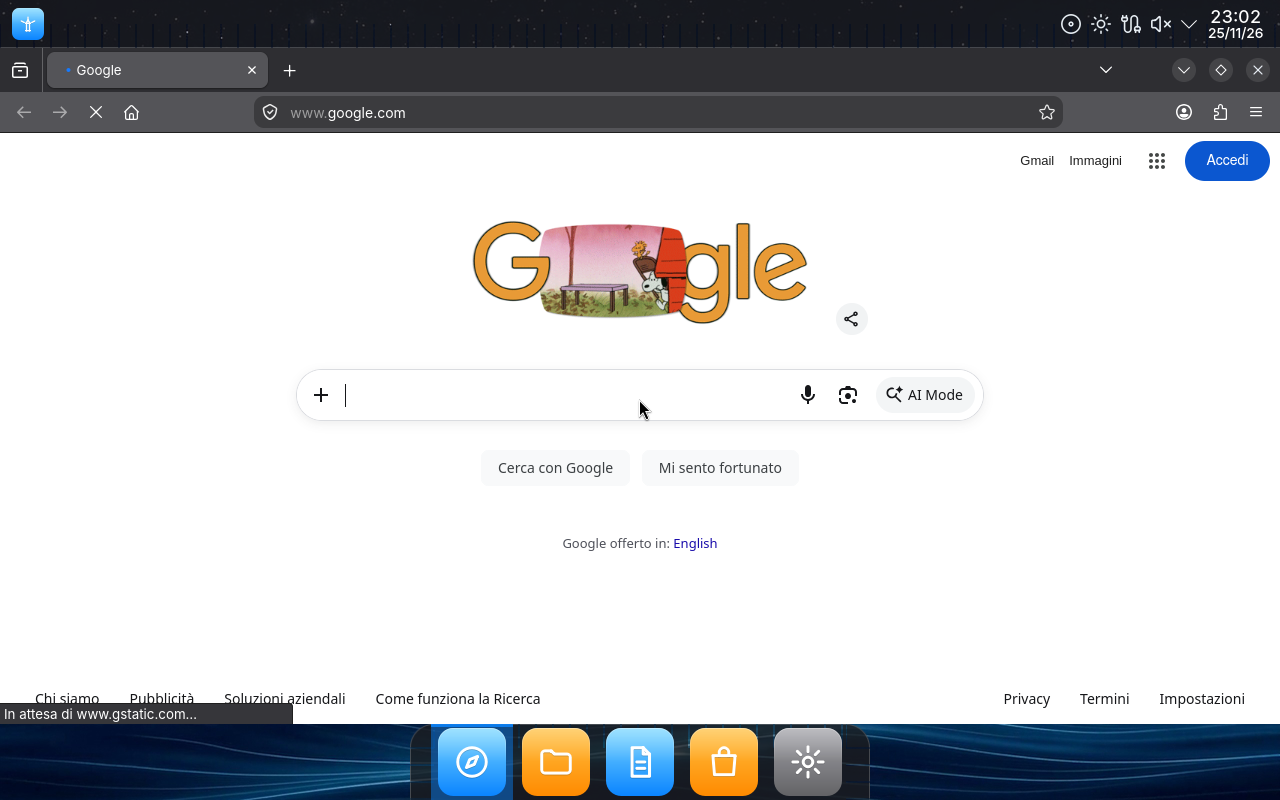 23:02
25/11/26
Google
www.google.com
Gmail
Immagini
Accedi
Google
AI Mode
Cerca con Google
Mi sento fortunato
Google offerto in: English
Chi siamo
Pubblicità
Soluzioni aziendali
Come funziona la Ricerca
Privacy
Termini
Impostazioni
In attesa di www.gstatic.com...